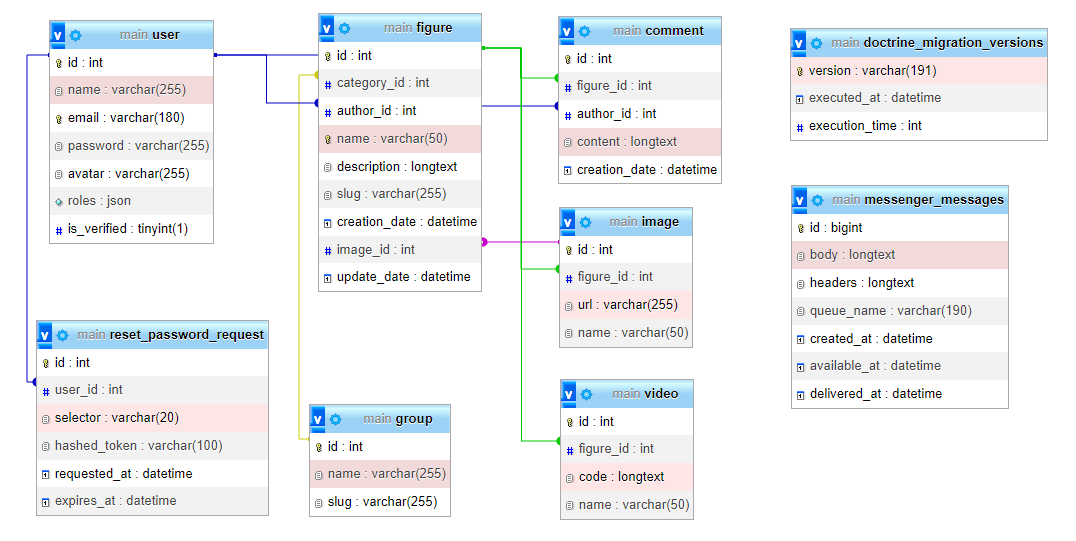 main user
id : int
name : varchar(255)
email : varchar(180)
password : varchar(255)
avatar : varchar(255)
roles : json
is_verified : tinyint(1)
main figure
id : int
category_id : int
author_id : int
name : varchar(50)
description : longtext
slug : varchar(255)
creation_date : datetime
image_id : int
update_date : datetime
main comment
id : int
figure_id : int
author_id : int
content : longtext
creation_date : datetime
main doctrine_migration_versions
version : varchar(191)
executed_at : datetime
execution_time : int
main image
id : int
figure_id : int
url : varchar(255)
name : varchar(50)
main messenger_messages
id : bigint
body : longtext
headers : longtext
queue_name : varchar(190)
created_at : datetime
available_at : datetime
delivered_at : datetime
main reset_password_request
id : int
user_id : int
selector : varchar(20)
hashed_token : varchar(100)
requested_at : datetime
expires_at : datetime
main group
id : int
name : varchar(255)
slug : varchar(255)
main video
id : int
figure_id : int
code : longtext
name : varchar(50)